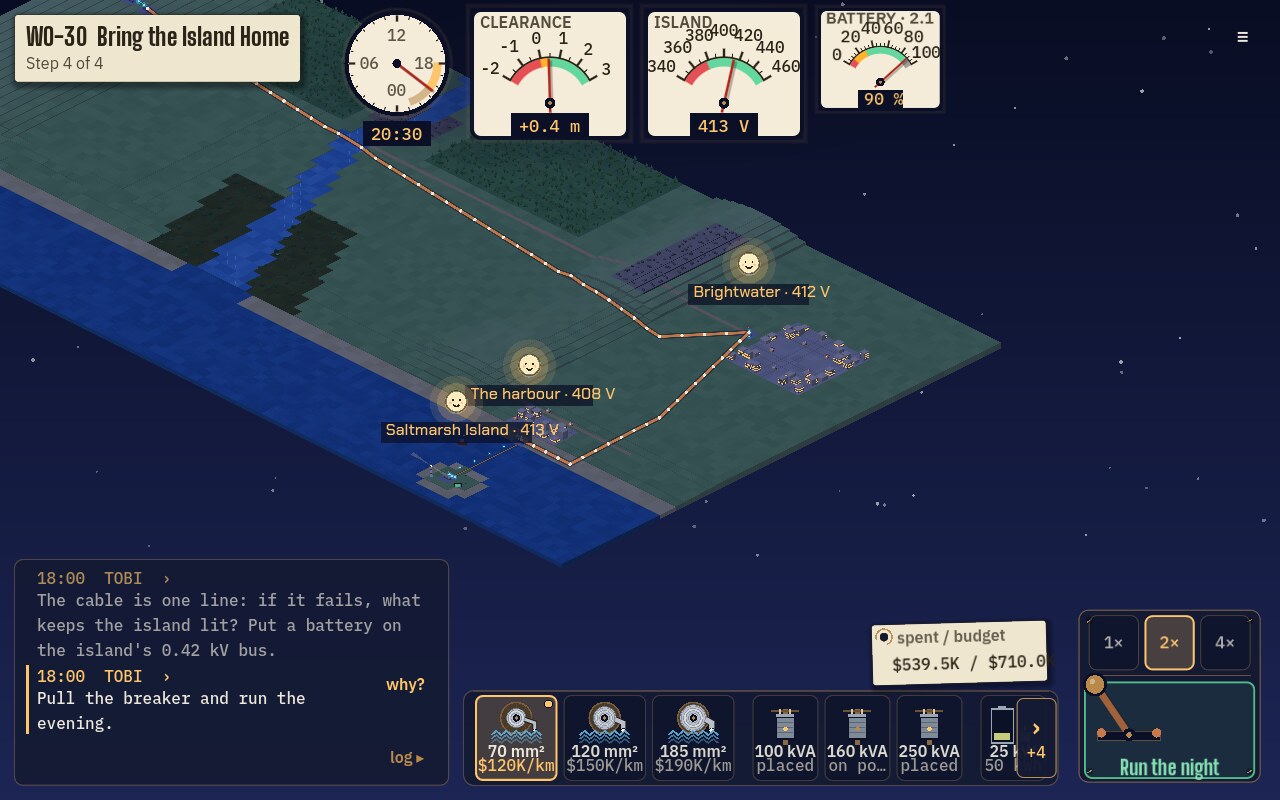 WO-30 Bring the Island Home
Step 4 of 4
12
06 18
00
20:30
CLEARANCE
-2 -1 0 1 2 3
+0.4 m
ISLAND
340 360 380 400 420 440 460
413 V
BATTERY · 2.1
0 20 40 60 80 100
90 %
≡
Brightwater · 412 V
The harbour · 408 V
Saltmarsh Island · 413 V
18:00 TOBI ›
The cable is one line: if it fails, what
keeps the island lit? Put a battery on
the island's 0.42 kV bus.
18:00 TOBI ›
why?
Pull the breaker and run the
evening.
log ▸
spent / budget
$539.5K / $710.0
70 mm²
$120K/km
120 mm²
$150K/km
185 mm²
$190K/km
100 kVA
placed
160 kVA
on po…
250 kVA
placed
25 k
50
›
+4
1×
2×
4×
Run the night